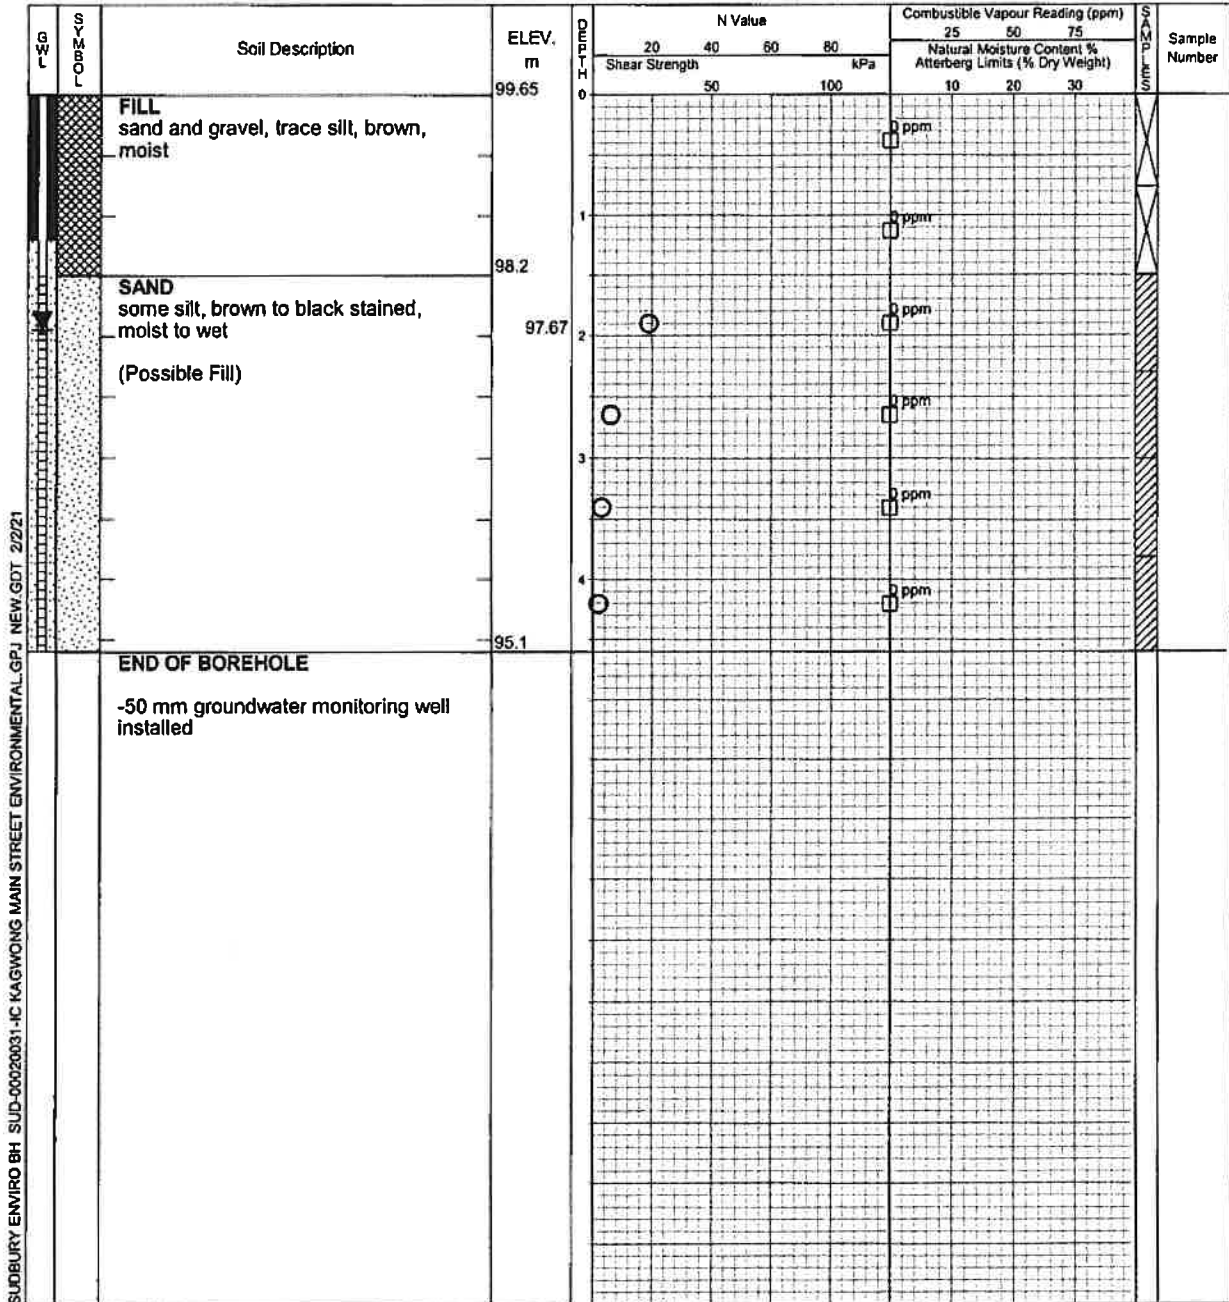 GWL
SYMBOL
Soil Description
ELEV.
m
DEPTH
N Value
20 40 60 80
Shear Strength kPa
50 100
Combustible Vapour Reading (ppm)
25 50 75
Natural Moisture Content %
Atterberg Limits (% Dry Weight)
10 20 30
SAMPLES
Sample
Number
99.65
0
FILL
sand and gravel, trace silt, brown,
moist
0 ppm
1
0 ppm
98.2
SAND
some silt, brown to black stained,
moist to wet
97.67
0 ppm
2
(Possible Fill)
0 ppm
3
0 ppm
4
0 ppm
95.1
END OF BOREHOLE
-50 mm groundwater monitoring well
installed
SUDBURY ENVIRO BH SUD-00020031-IC KAGWONG MAIN STREET ENVIRONMENTAL.GPJ NEW.GDT 2/2/21